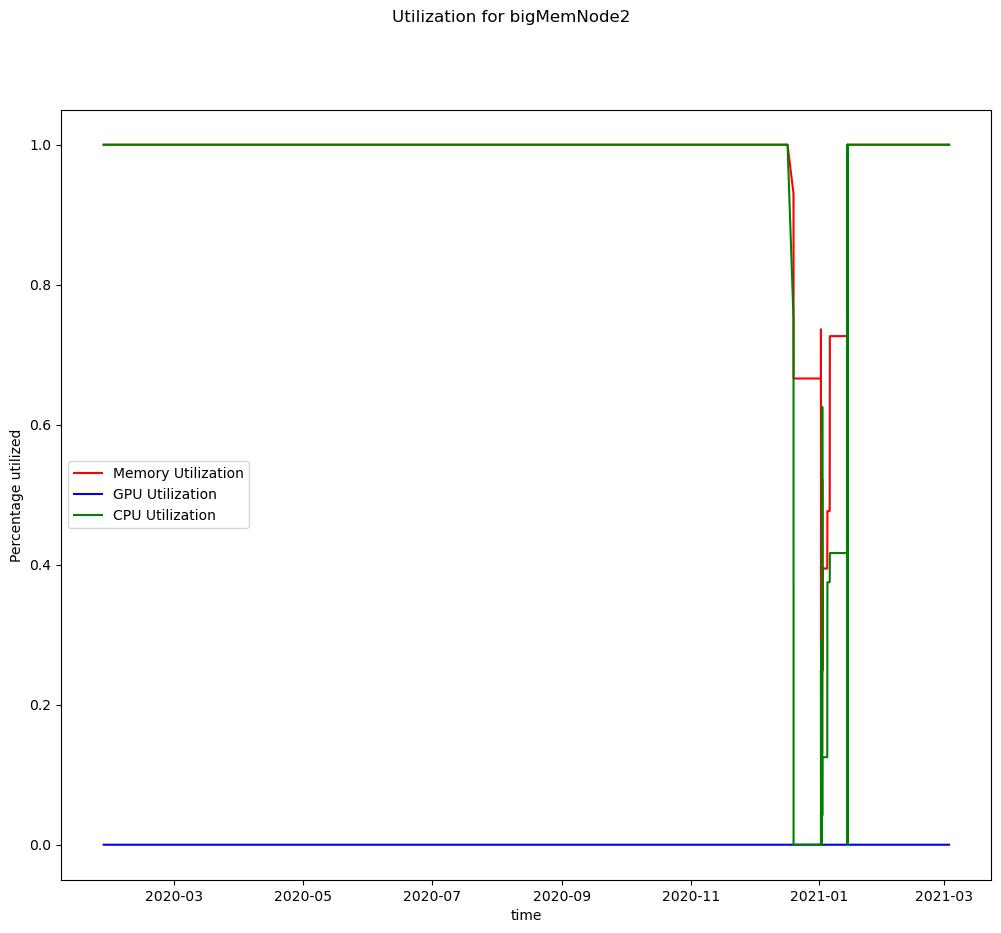 Utilization for bigMemNode2
1.0
0.8
0.6
0.4
0.2
0.0
Percentage utilized
Memory Utilization
GPU Utilization
CPU Utilization
2020-03 2020-05 2020-07 2020-09 2020-11 2021-01 2021-03
time